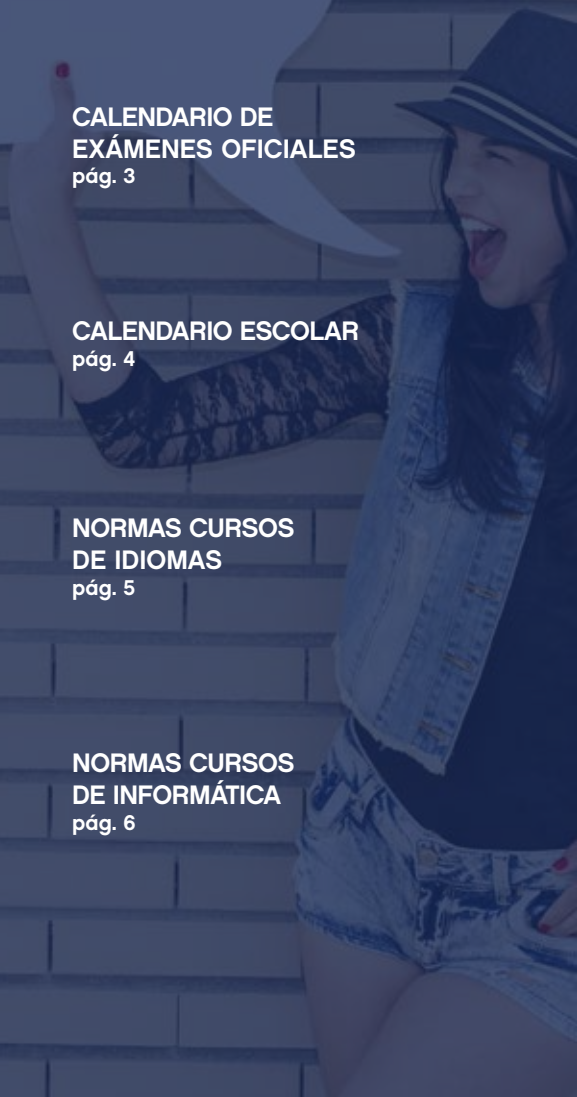 CALENDARIO DE
EXÁMENES OFICIALES
pág. 3
CALENDARIO ESCOLAR
pág. 4
NORMAS CURSOS
DE IDIOMAS
pág. 5
NORMAS CURSOS
DE INFORMÁTICA
pág. 6